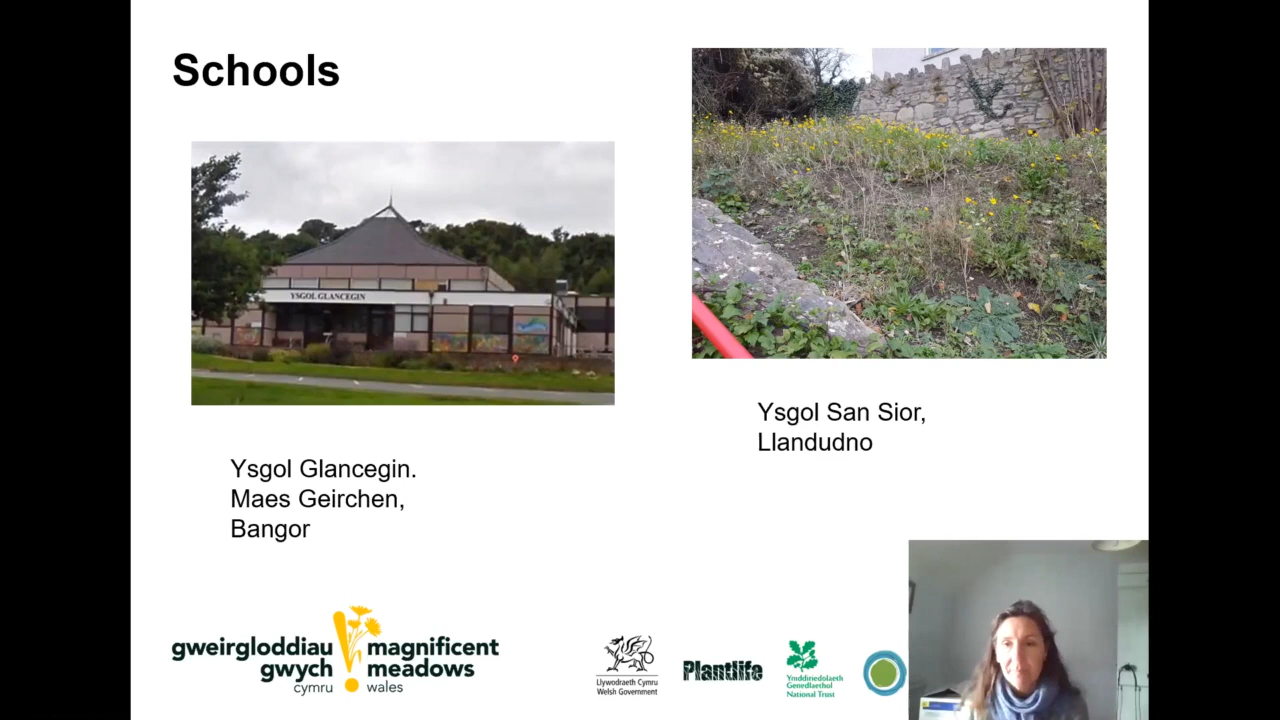 Schools
YSGOL GLANCEGIN
Ysgol San Sior,
Llandudno
Ysgol Glancegin.
Maes Geirchen,
Bangor
gweirgloddiau
gwych
cymru
magnificent
meadows
wales
Llywodraeth Cymru
Welsh Government
Plantlife
Ymddiriedolaeth
Genedlaethol
National Trust